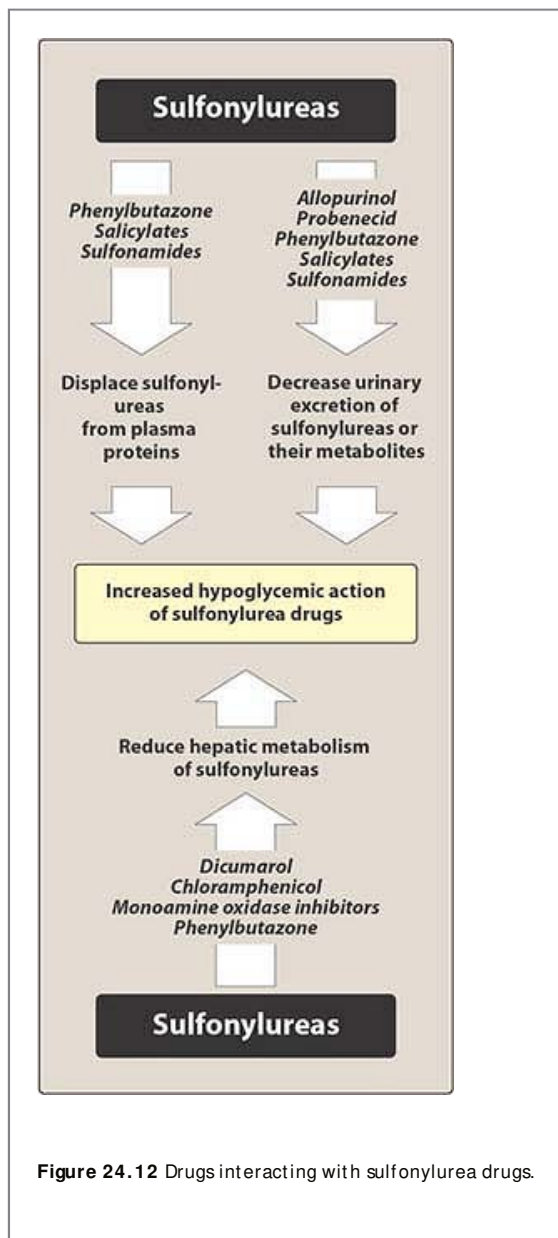 Sulfonylureas
Phenylbutazone
Salicylates
Sulfonamides
Allopurinol
Probenecid
Phenylbutazone
Salicylates
Sulfonamides
Displace sulfonyl-
ureas
from plasma
proteins
Decrease urinary
excretion of
sulfonylureas or
their metabolites
Increased hypoglycemic action
of sulfonylurea drugs
Reduce hepatic metabolism
of sulfonylureas
Dicumarol
Chloramphenicol
Monoamine oxidase inhibitors
Phenylbutazone
Sulfonylureas
Figure 24.12 Drugs interacting with sulfonylurea drugs.